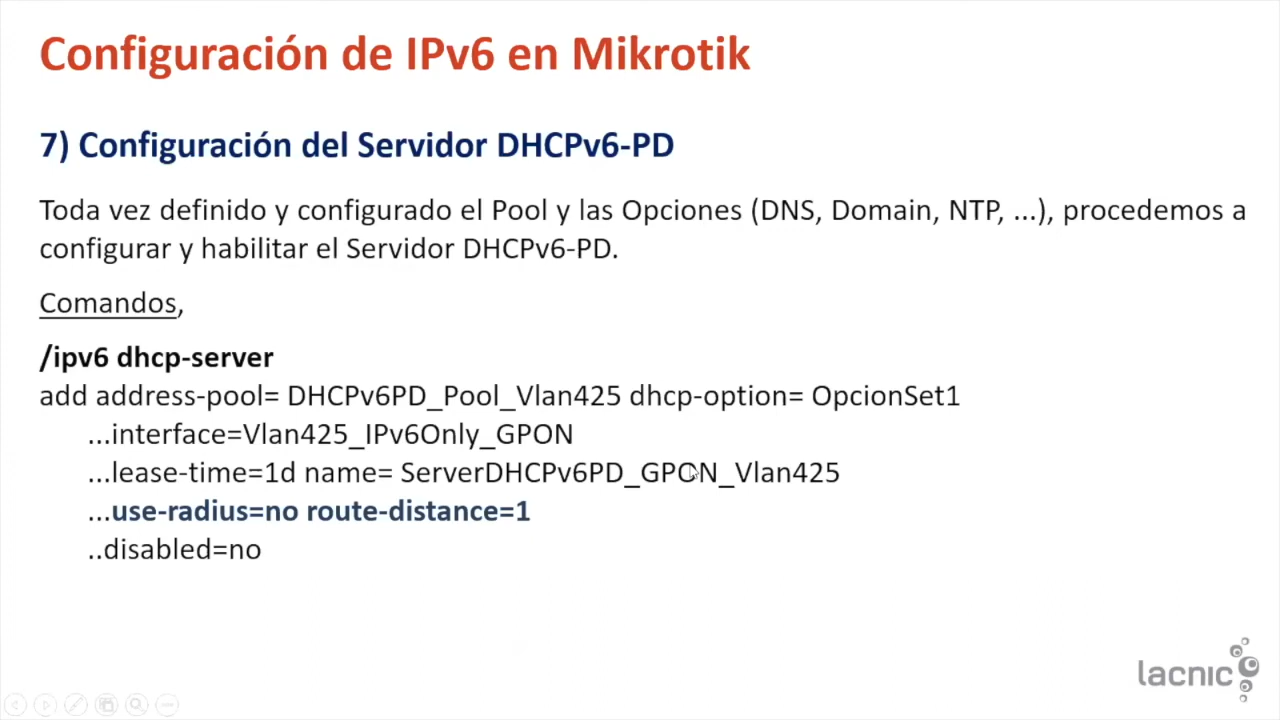 Configuración de IPv6 en Mikrotik
7) Configuración del Servidor DHCPv6-PD
Toda vez definido y configurado el Pool y las Opciones (DNS, Domain, NTP, ...), procedemos a
configurar y habilitar el Servidor DHCPv6-PD.
Comandos,
/ipv6 dhcp-server
add address-pool= DHCPv6PD_Pool_Vlan425 dhcp-option= OpcionSet1
...interface=Vlan425_IPv6Only_GPON
...lease-time=1d name= ServerDHCPv6PD_GPON_Vlan425
...use-radius=no route-distance=1
..disabled=no
lacnic